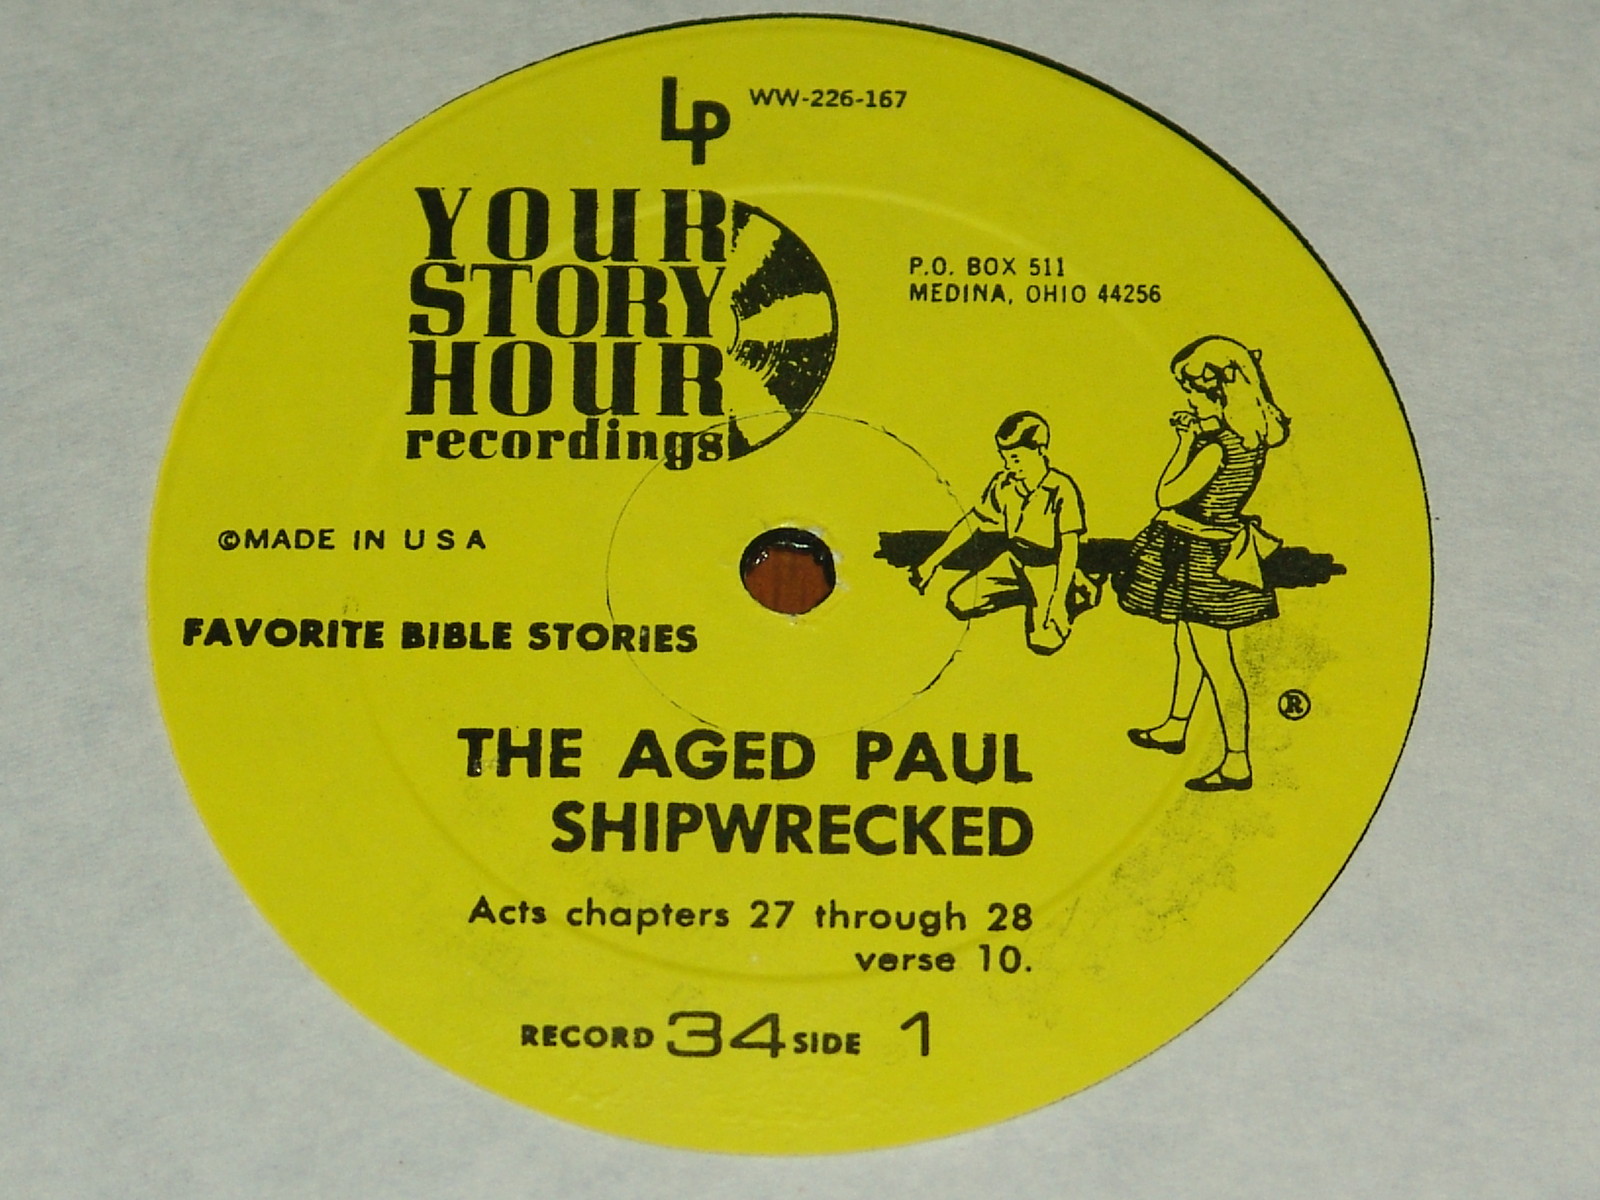 LP WW-226-167
YOUR
STORY
HOUR
recordings
P.O. BOX 511
MEDINA, OHIO 44256
©MADE IN U S A
FAVORITE BIBLE STORIES
®
THE AGED PAUL
SHIPWRECKED
Acts chapters 27 through 28
verse 10.
RECORD 34 SIDE 1